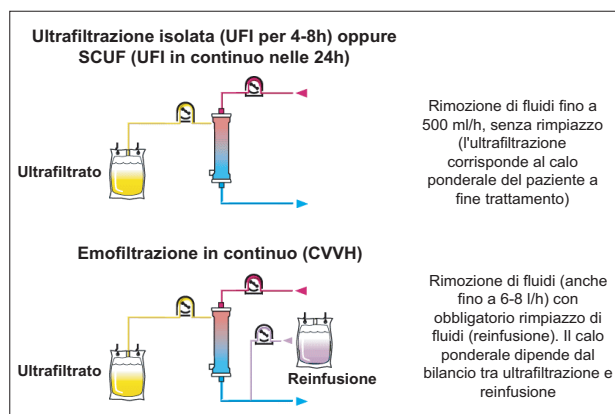 Ultrafiltrazione isolata (UFI per 4-8h) oppure
SCUF (UFI in continuo nelle 24h)
Ultrafiltrato
Rimozione di fluidi fino a
500 ml/h, senza rimpiazzo
(l'ultrafiltrazione
corrisponde al calo
ponderale del paziente a
fine trattamento)
Emofiltrazione in continuo (CVVH)
Ultrafiltrato
Reinfusione
Rimozione di fluidi (anche
fino a 6-8 l/h) con
obbligatorio rimpiazzo di
fluidi (reinfusione). Il calo
ponderale dipende dal
bilancio tra ultrafiltrazione e
reinfusione